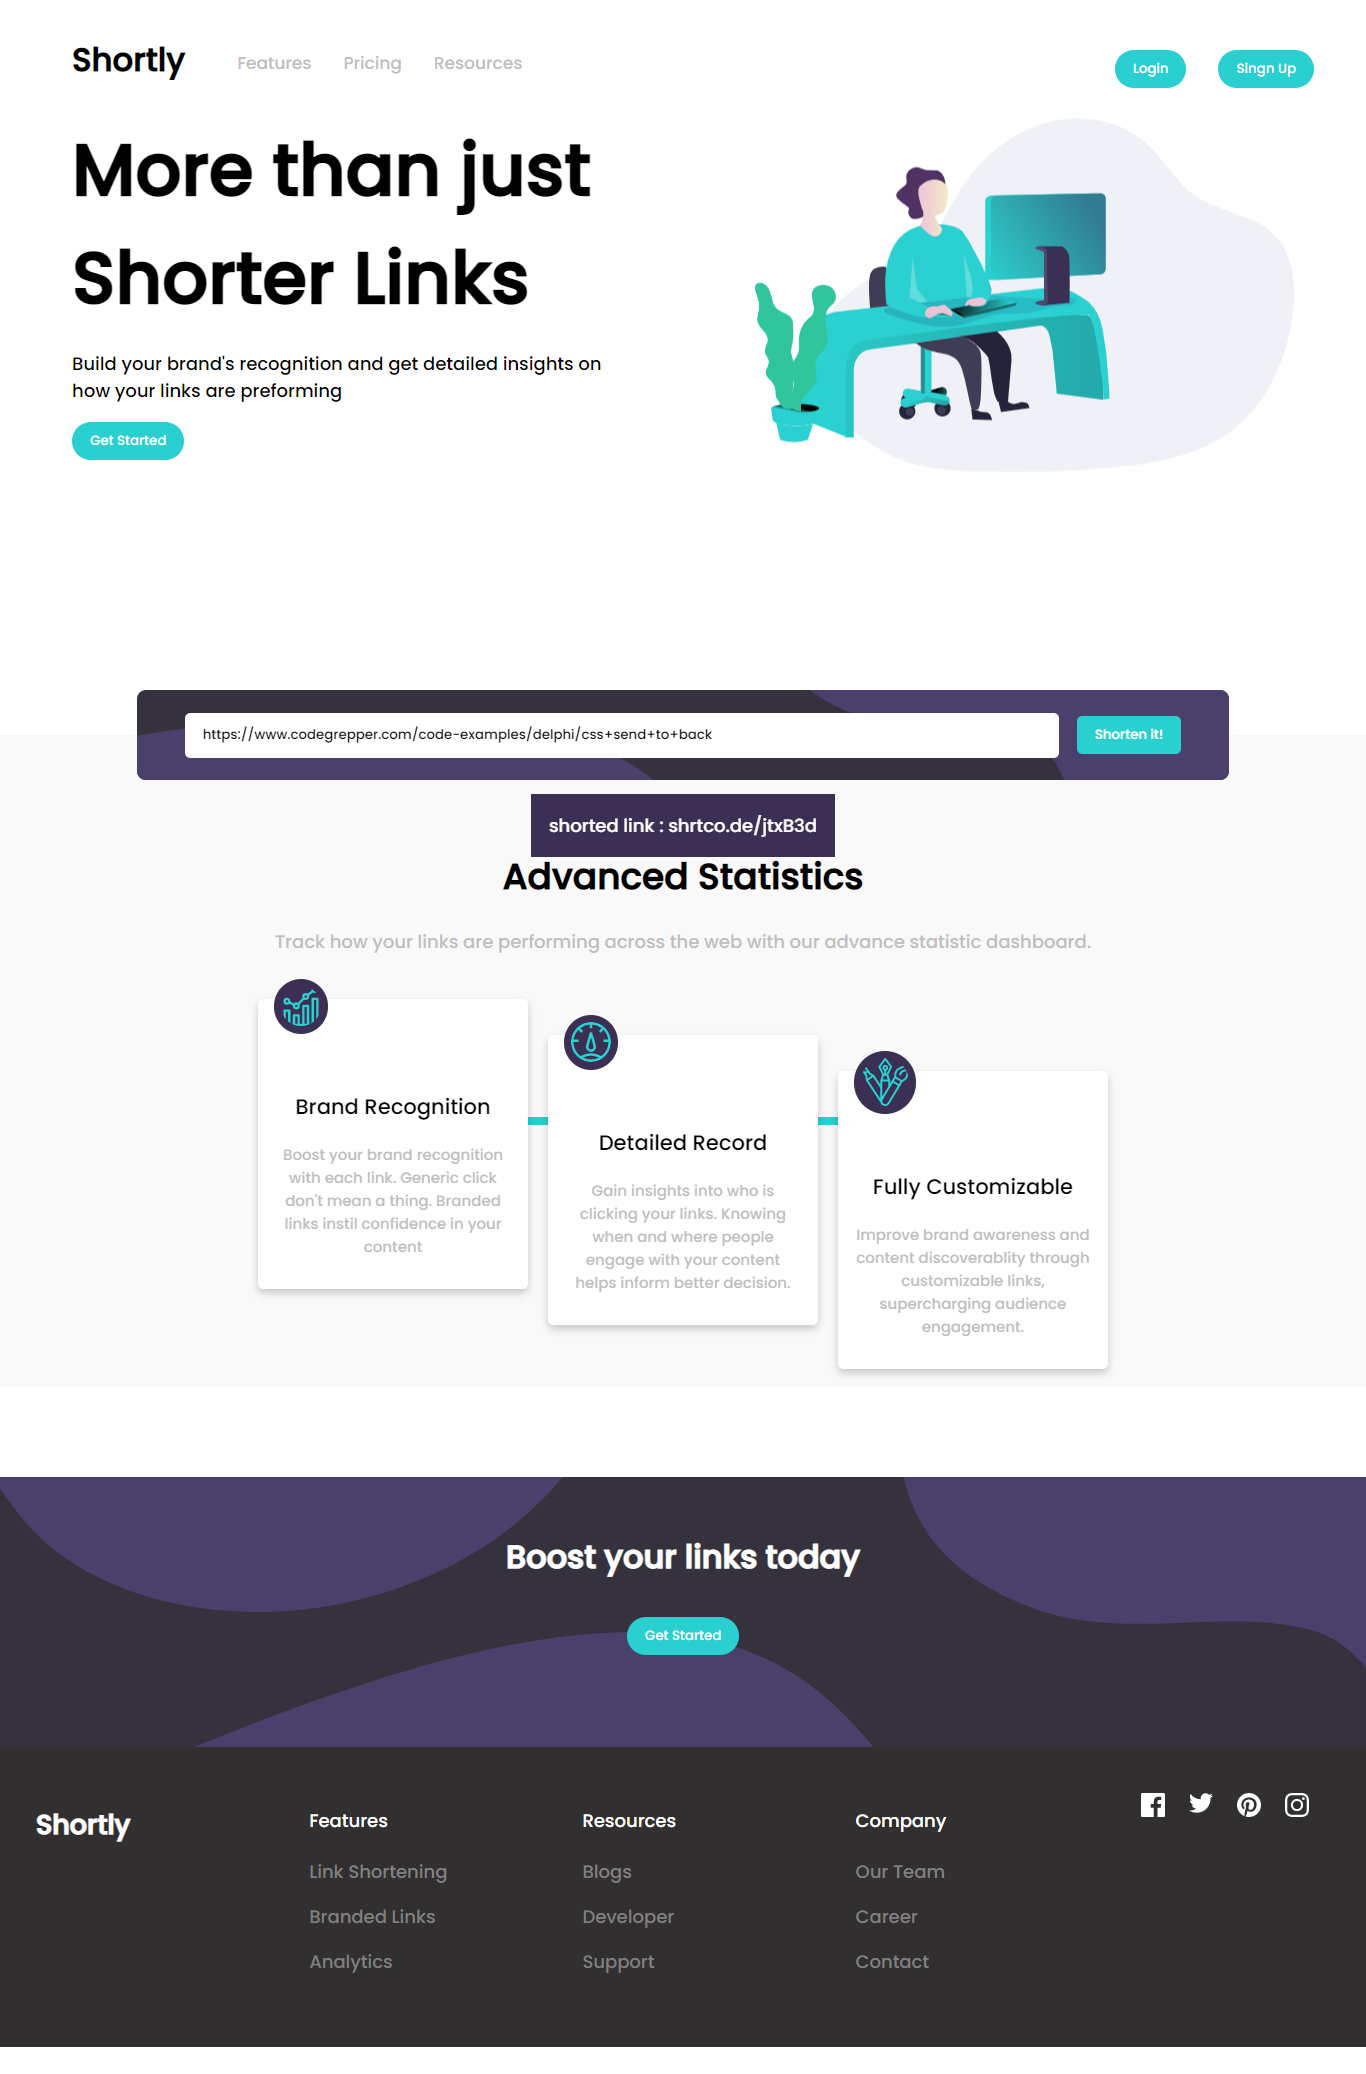 Shortly
Features
Pricing
Resources
Login
Singn Up
More than just
Shorter Links
Build your brand's recognition and get detailed insights on
how your links are preforming
Get Started
https://www.codegrepper.com/code-examples/delphi/css+send+to+back
Shorten it!
shorted link : shrtco.de/jtxB3d
Advanced Statistics
Track how your links are performing across the web with our advance statistic dashboard.
Brand Recognition
Boost your brand recognition
with each link. Generic click
don't mean a thing. Branded
links instil confidence in your
content
Detailed Record
Gain insights into who is
clicking your links. Knowing
when and where people
engage with your content
helps inform better decision.
Fully Customizable
Improve brand awareness and
content discoverablity through
customizable links,
supercharging audience
engagement.
Boost your links today
Get Started
Shortly
Features
Link Shortening
Branded Links
Analytics
Resources
Blogs
Developer
Support
Company
Our Team
Career
Contact